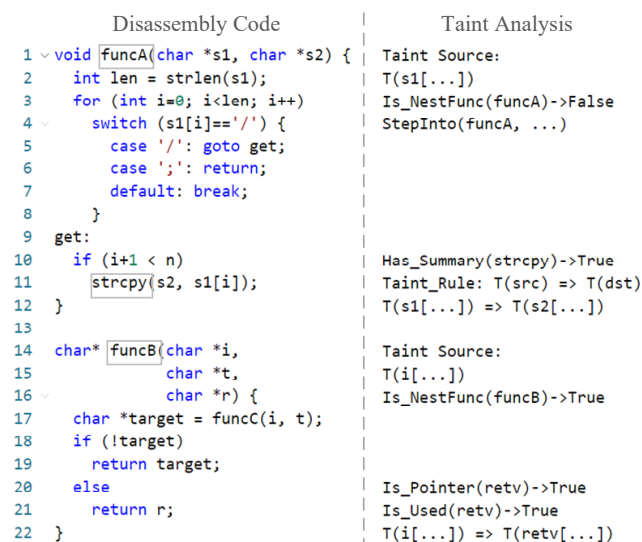 Disassembly Code | Taint Analysis
1 void funcA(char *s1, char *s2) { | Taint Source:
2 int len = strlen(s1); | T(s1[...])
3 for (int i=0; i<len; i++) | Is_NestFunc(funcA)->False
4 switch (s1[i]=='/') { | StepInto(funcA, ...)
5 case '/': goto get;
6 case ';': return;
7 default: break;
8 }
9 get:
10 if (i+1 < n) | Has_Summary(strcpy)->True
11 strcpy(s2, s1[i]); | Taint_Rule: T(src) => T(dst)
12 } | T(s1[...]) => T(s2[...])
13
14 char* funcB(char *i, | Taint Source:
15 char *t, | T(i[...])
16 char *r) { | Is_NestFunc(funcB)->True
17 char *target = funcC(i, t);
18 if (!target)
19 return target;
20 else | Is_Pointer(retv)->True
21 return r; | Is_Used(retv)->True
22 } | T(i[...]) => T(retv[...])